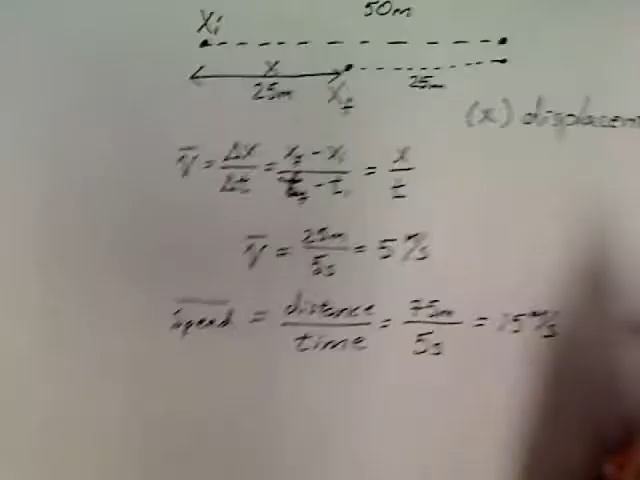 50m
Xi
x
25m
Xf
25m
(x) displacem
V̅ = ΔX/Δt = (xf - xi)/(tf - ti) = x/t
V̅ = 25m/5s = 5 m/s
speed = distance/time = 75m/5s = 15 m/s